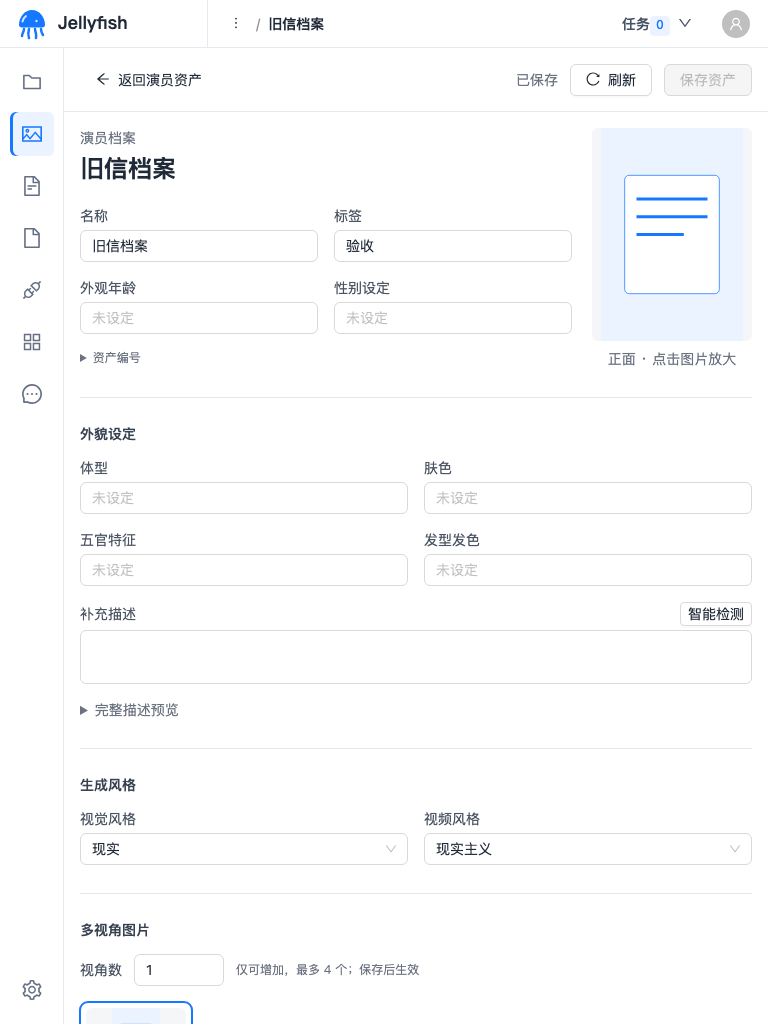 Jellyfish
⋮ / 旧信档案
任务 0
← 返回演员资产
已保存
刷新
保存资产
演员档案
旧信档案
名称
标签
旧信档案
验收
外观年龄
性别设定
未设定
未设定
资产编号
正面 · 点击图片放大
外貌设定
体型
肤色
未设定
未设定
五官特征
发型发色
未设定
未设定
补充描述
智能检测
完整描述预览
生成风格
视觉风格
视频风格
现实
现实主义
多视角图片
视角数
1
仅可增加，最多 4 个；保存后生效